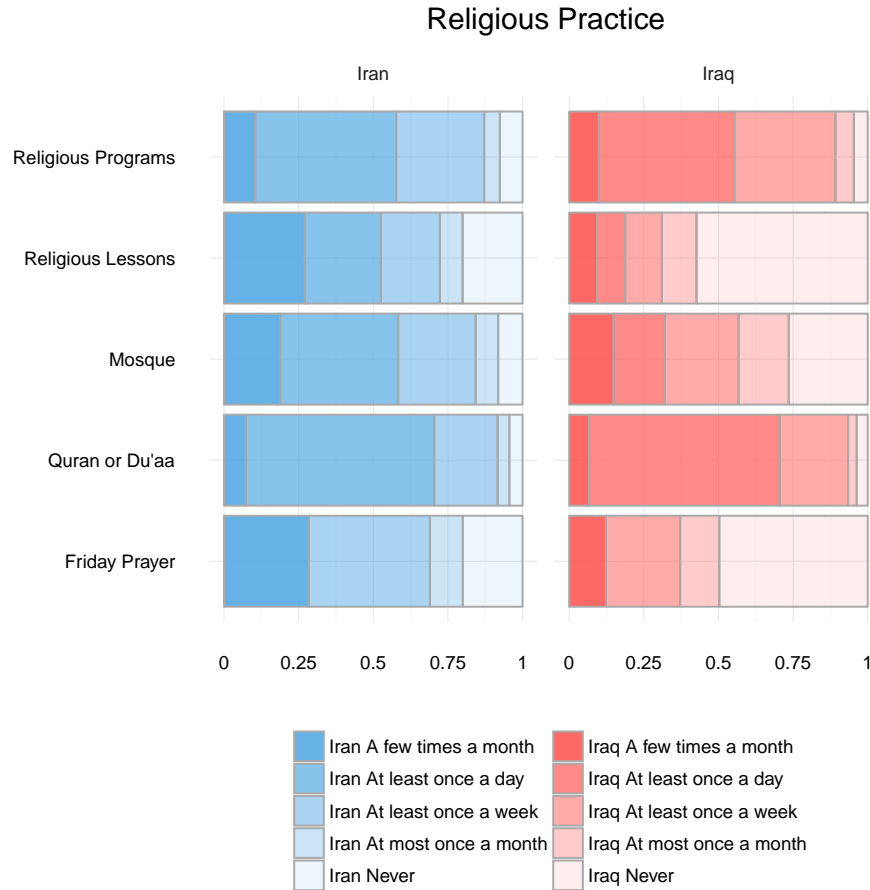 Religious Practice
Iran Iraq
Religious Programs
Religious Lessons
Mosque
Quran or Du'aa
Friday Prayer
0 0.25 0.5 0.75 1 0 0.25 0.5 0.75 1
Iran A few times a month Iraq A few times a month
Iran At least once a day Iraq At least once a day
Iran At least once a week Iraq At least once a week
Iran At most once a month Iraq At most once a month
Iran Never Iraq Never